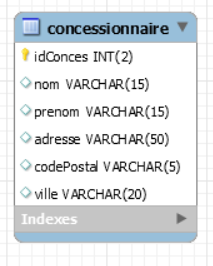 concessionnaire
idConces INT(2)
nom VARCHAR(15)
prenom VARCHAR(15)
adresse VARCHAR(50)
codePostal VARCHAR(5)
ville VARCHAR(20)
Indexes